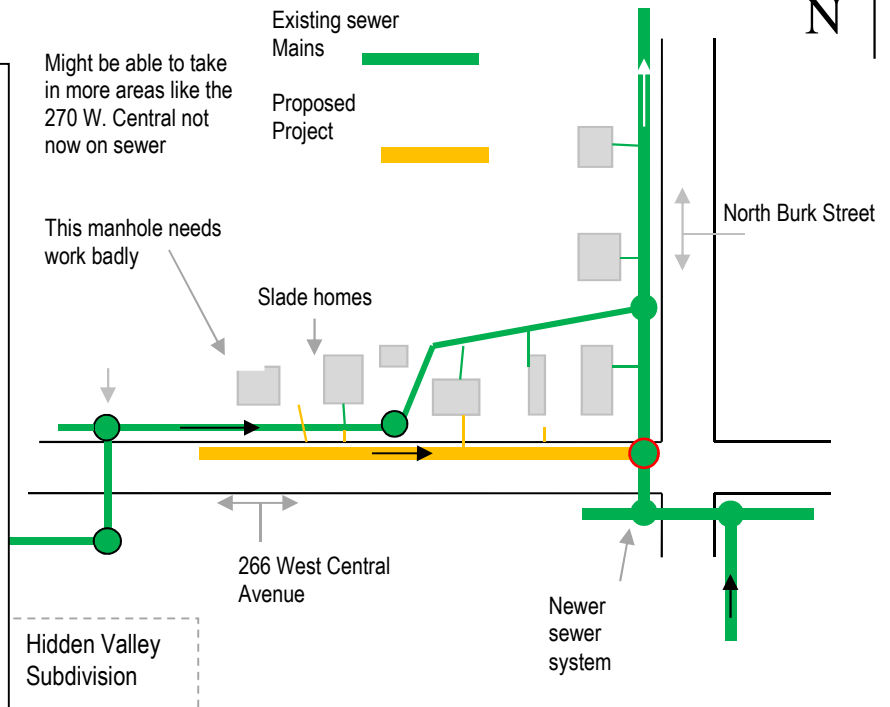 Existing sewer
Mains
N
Might be able to take
in more areas like the
270 W. Central not
now on sewer
Proposed
Project
This manhole needs
work badly
North Burk Street
Slade homes
266 West Central
Avenue
Newer
sewer
system
Hidden Valley
Subdivision